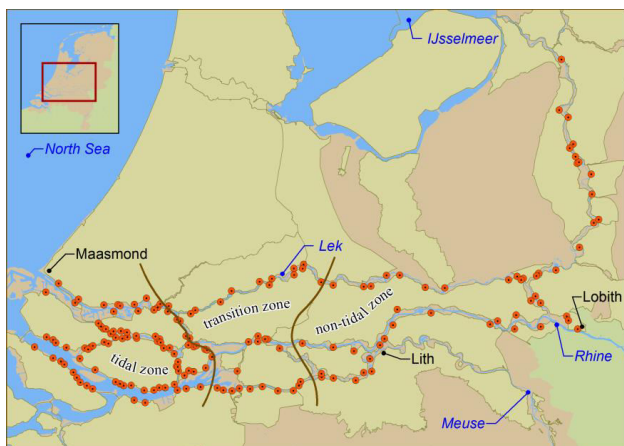 IJsselmeer
North Sea
Maasmond
Lek
transition zone
non-tidal zone
Lobith
tidal zone
Lith
Rhine
Meuse